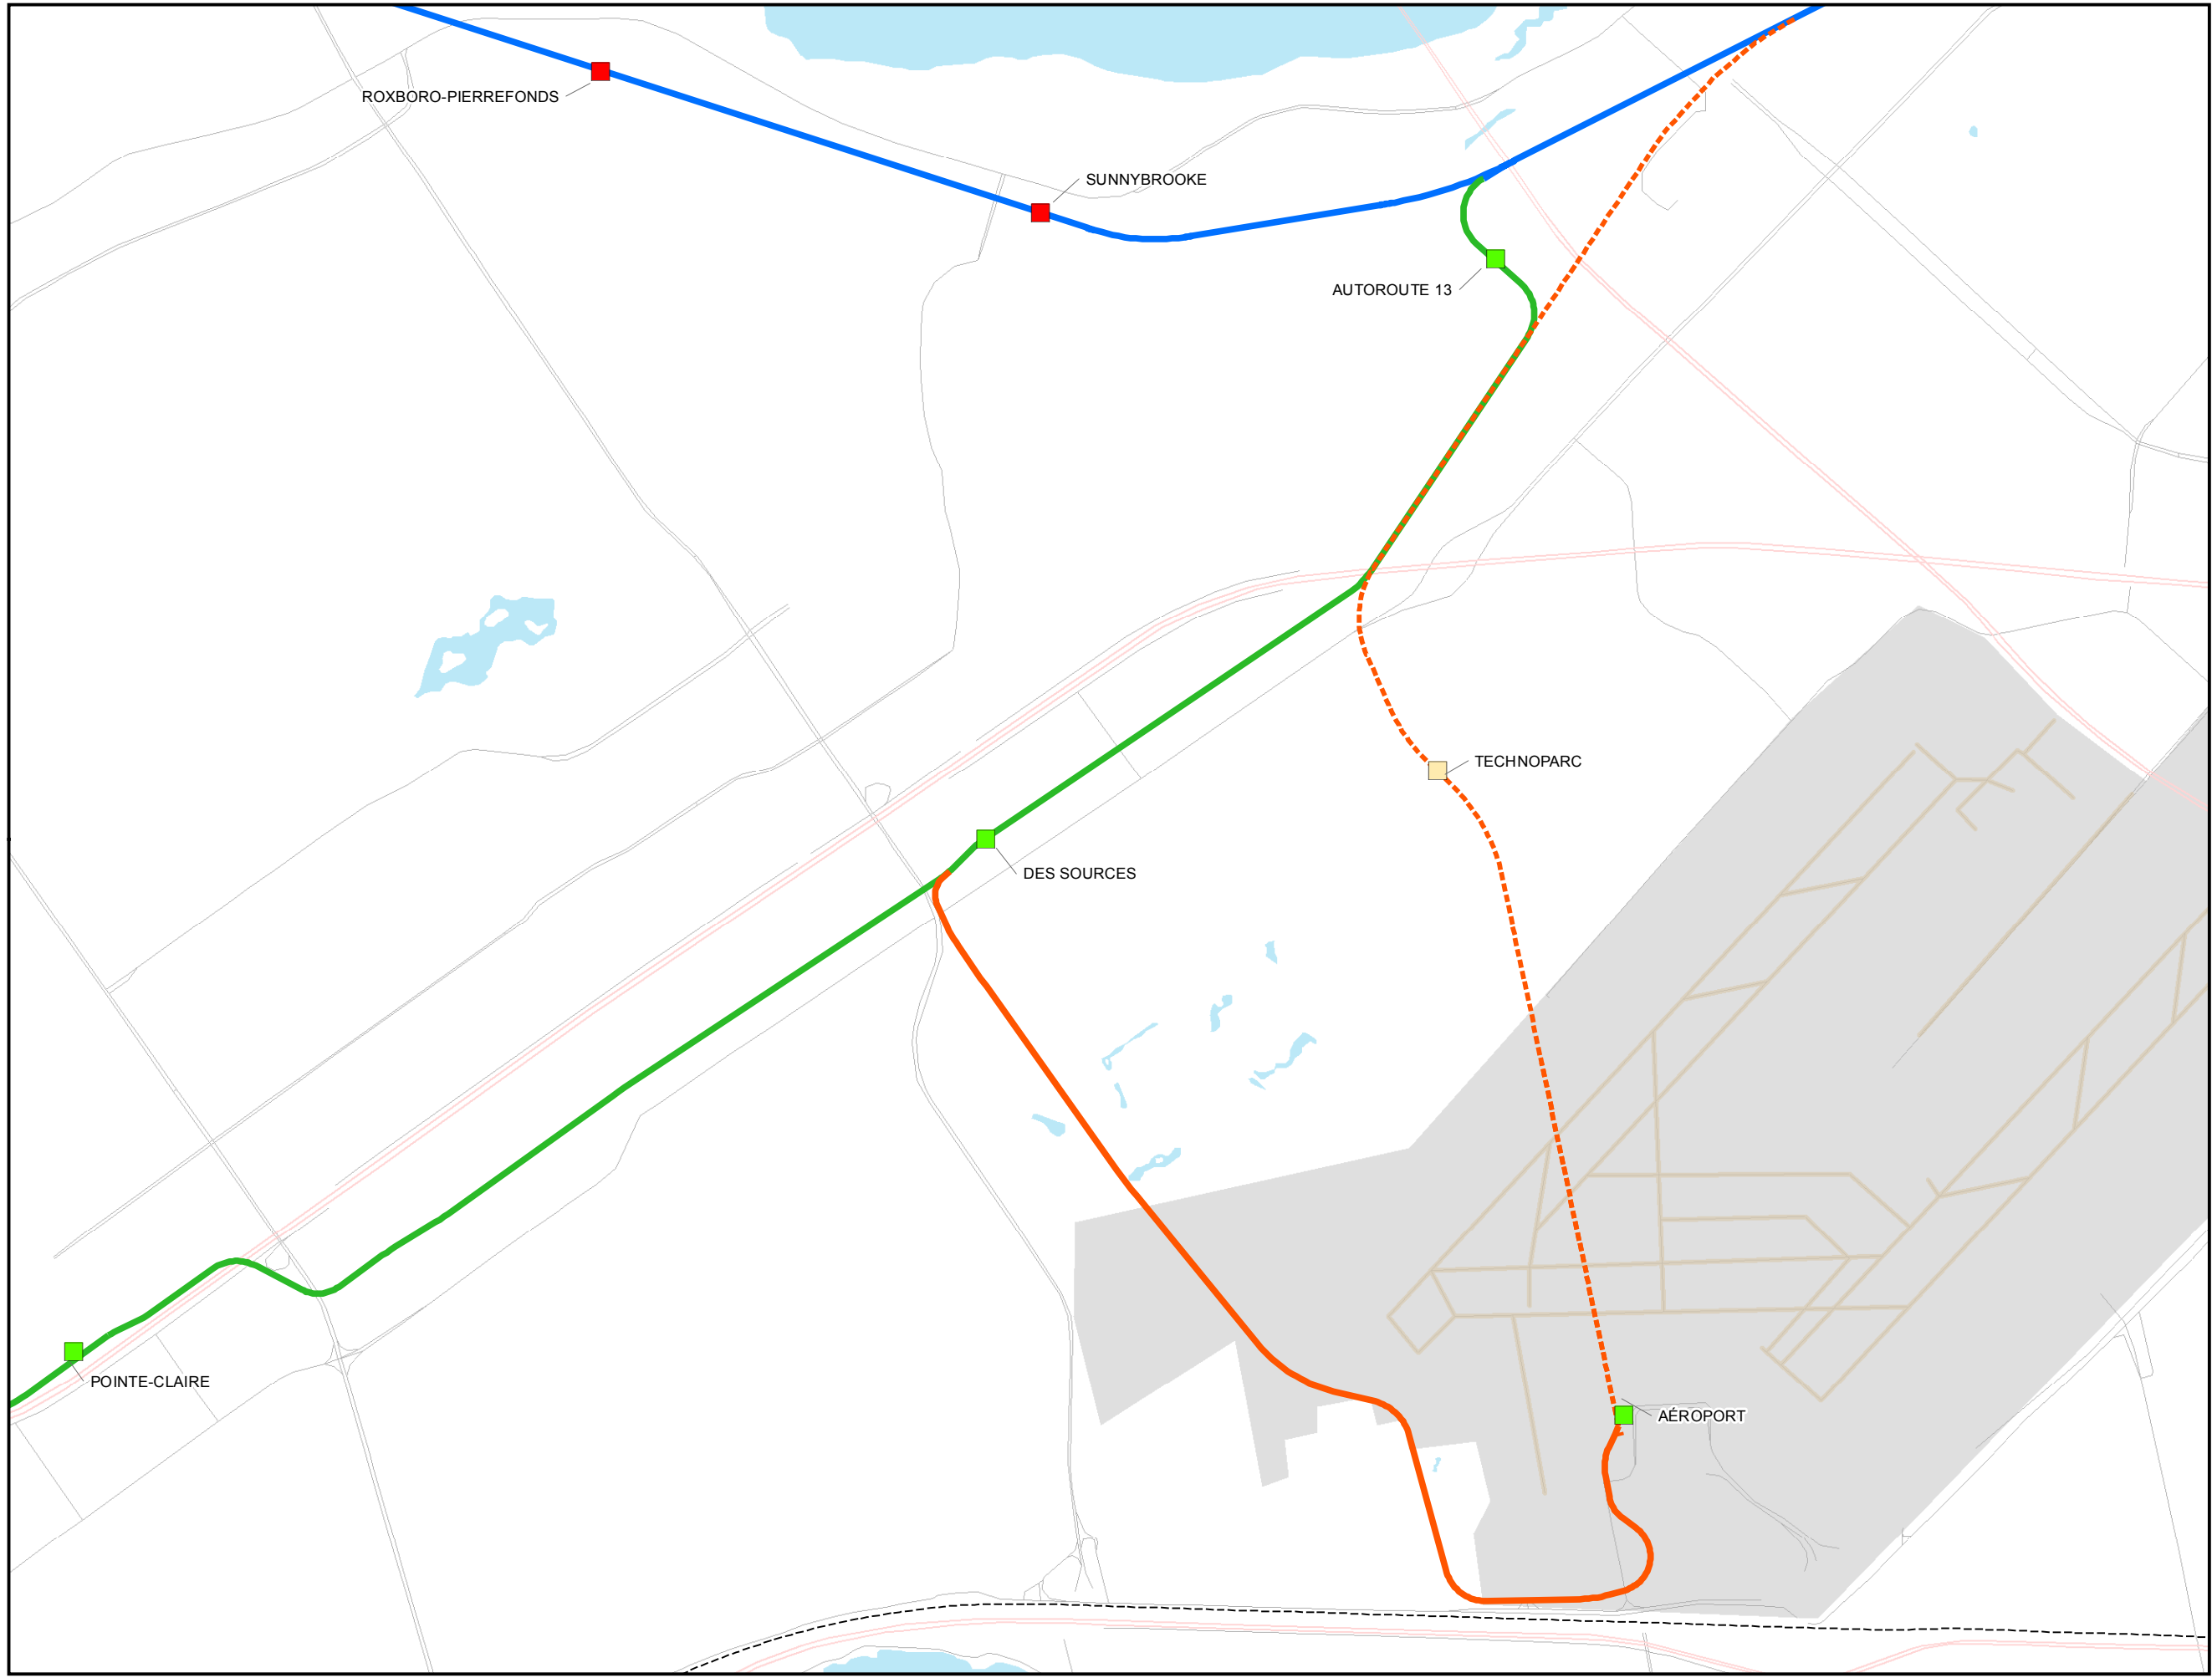 ROXBORO-PIERREFONDS
SUNNYBROOKE
AUTOROUTE 13
TECHNOPARC
DES SOURCES
POINTE-CLAIRE
AÉROPORT